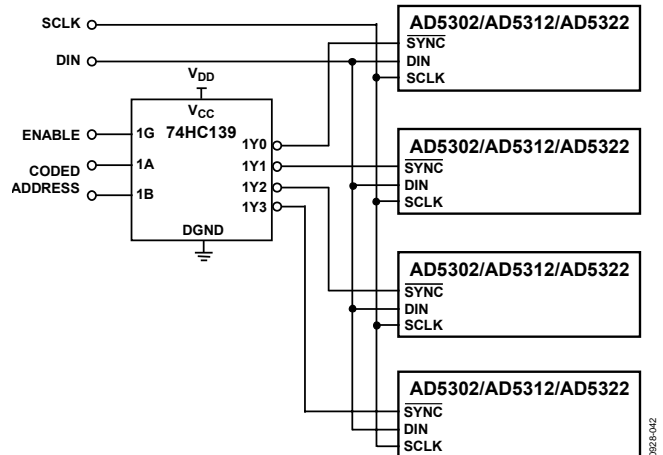 SCLK
DIN
VDD
VCC
74HC139
ENABLE
1G
CODED
ADDRESS
1A
1B
1Y0
1Y1
1Y2
1Y3
DGND
AD5302/AD5312/AD5322
SYNC
DIN
SCLK
AD5302/AD5312/AD5322
SYNC
DIN
SCLK
AD5302/AD5312/AD5322
SYNC
DIN
SCLK
AD5302/AD5312/AD5322
SYNC
DIN
SCLK
0928-042